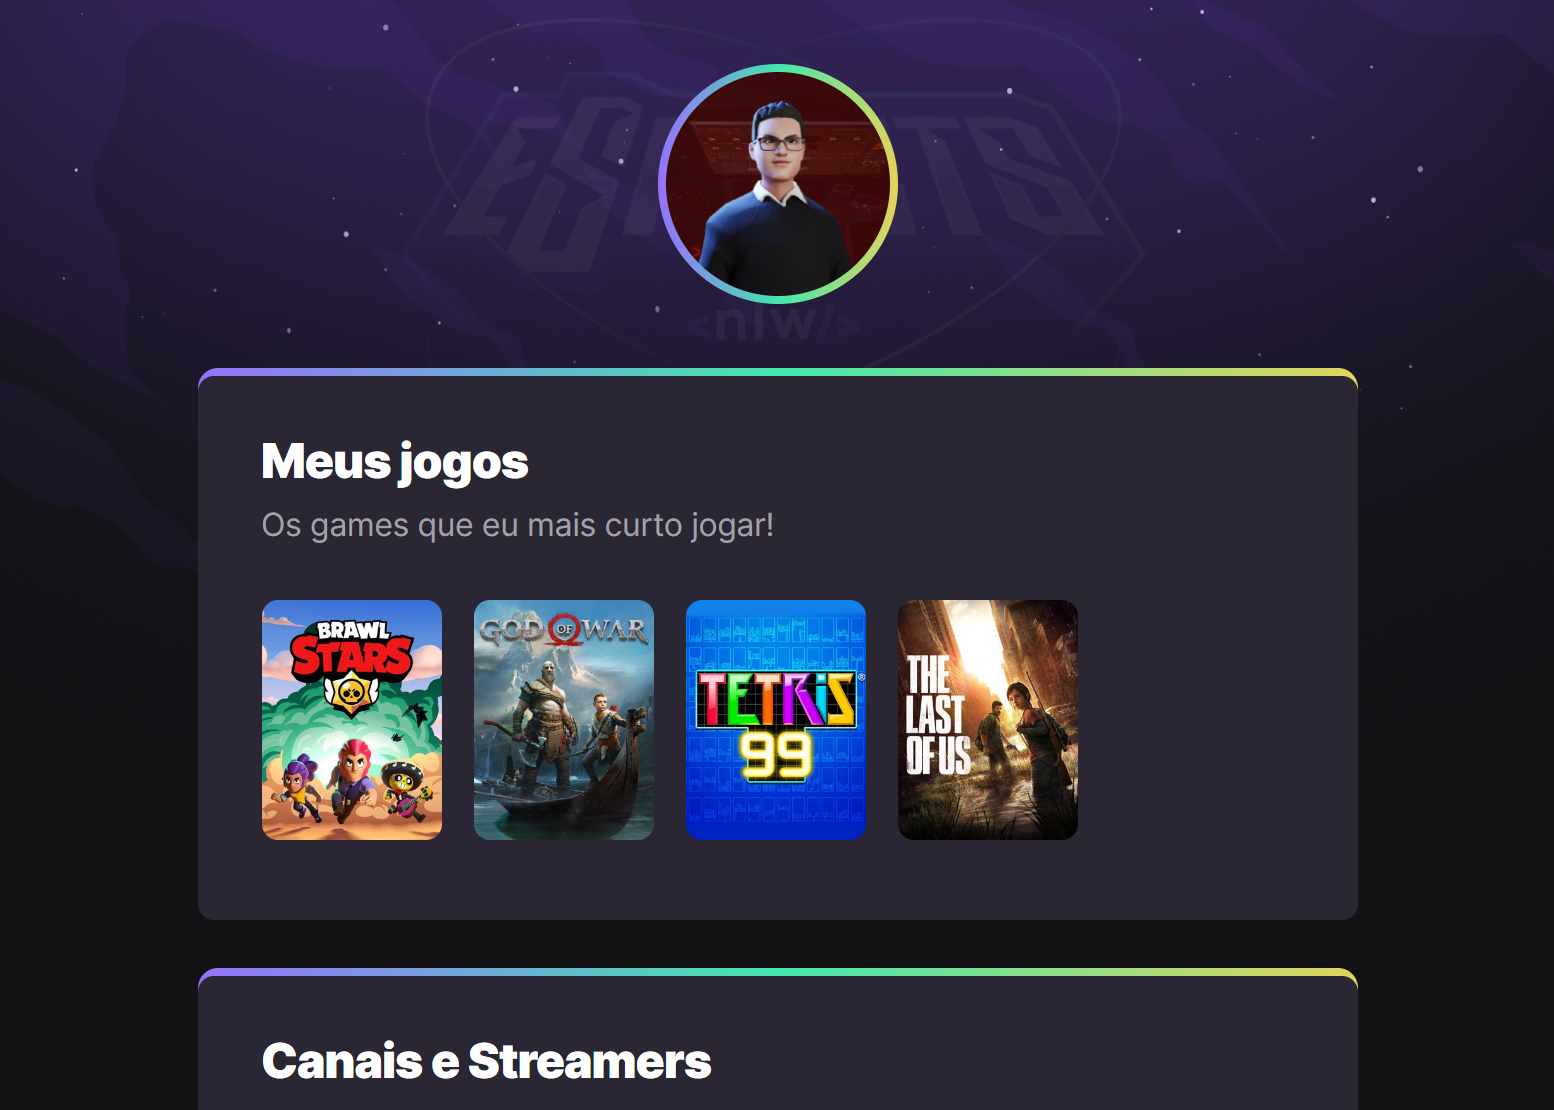 ESPORTS
<nlw/>
Meus jogos
Os games que eu mais curto jogar!
BRAWL
STARS
GOD OF WAR
TETRIS®
99
THE
LAST
OF US
Canais e Streamers